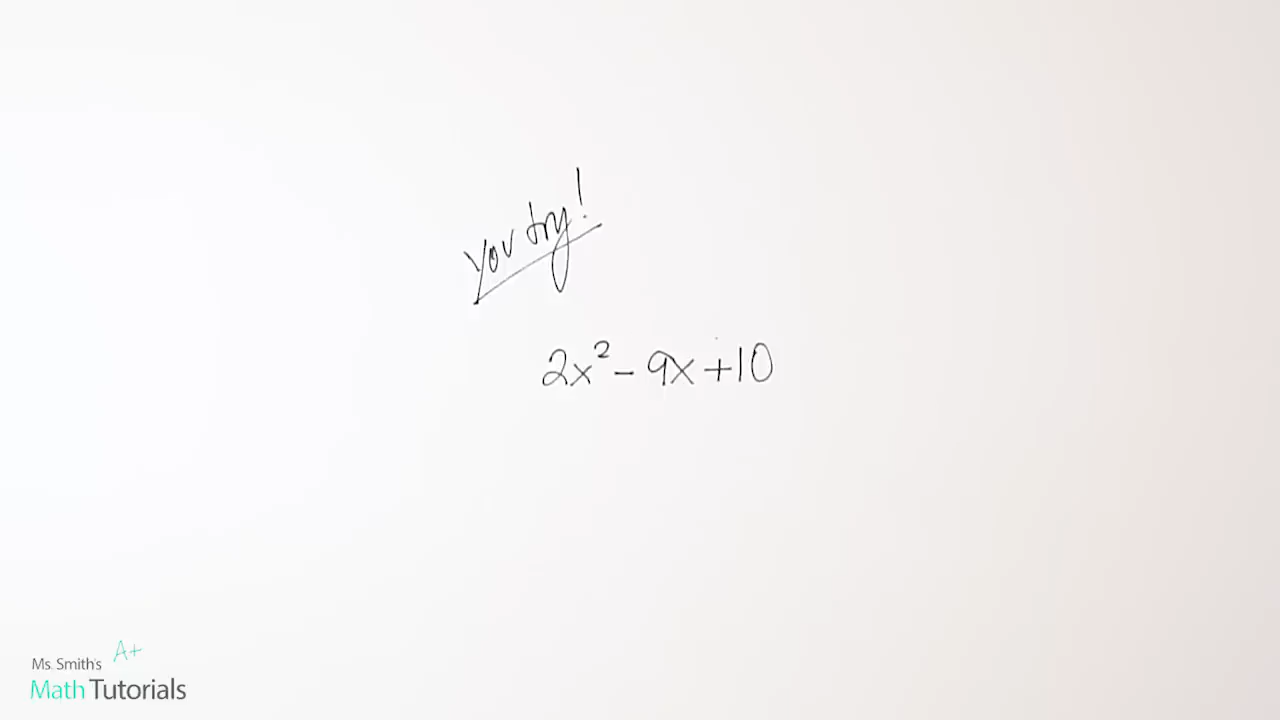 you try!
2x² - 9x + 10
A+
Ms. Smith's
Math Tutorials